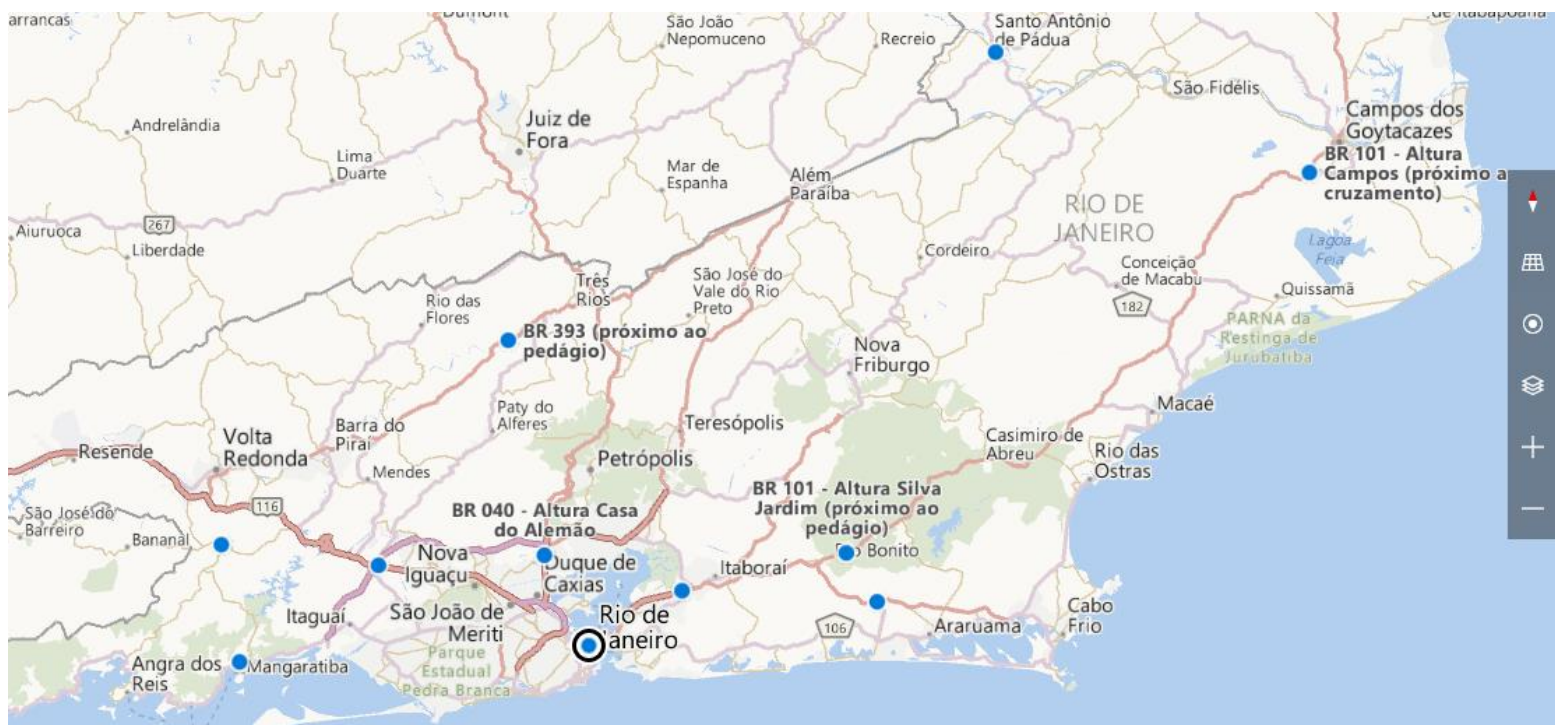 arrancas
Dumont
São João
Nepomuceno
Recreio
Santo Antônio
de Pádua
de Itabapoana
Andrelândia
Juiz de
Fora
São Fidélis
Campos dos
Goytacazes
BR 101 - Altura
Campos (próximo a
cruzamento)
Lima
Duarte
Mar de
Espanha
Além
Paraíba
RIO DE
JANEIRO
267
Aiuruoca
Liberdade
Cordeiro
Lagoa
Feia
Conceição
de Macabu
Quissamã
182
Três
Rios
São José do
Vale do Rio
Preto
Rio das
Flores
BR 393 (próximo ao
pedágio)
PARNA da
Restinga de
Jurubatiba
Nova
Friburgo
Paty do
Alferes
Macaé
Teresópolis
Barra do
Piraí
Volta
Redonda
Resende
Mendes
Petrópolis
Casimiro de
Abreu
Rio das
Ostras
116
BR 040 - Altura Casa
do Alemão
BR 101 - Altura Silva
Jardim (próximo ao
pedágio)
São José do
Barreiro
Bananal
Nova
Iguaçu
Duque de
Caxias
Itaboraí
Rio Bonito
Itaguaí
São João de
Meriti
Rio de
Janeiro
106
Araruama
Cabo
Frio
Angra dos
Reis
Mangaratiba
Parque
Estadual
Pedra Branca